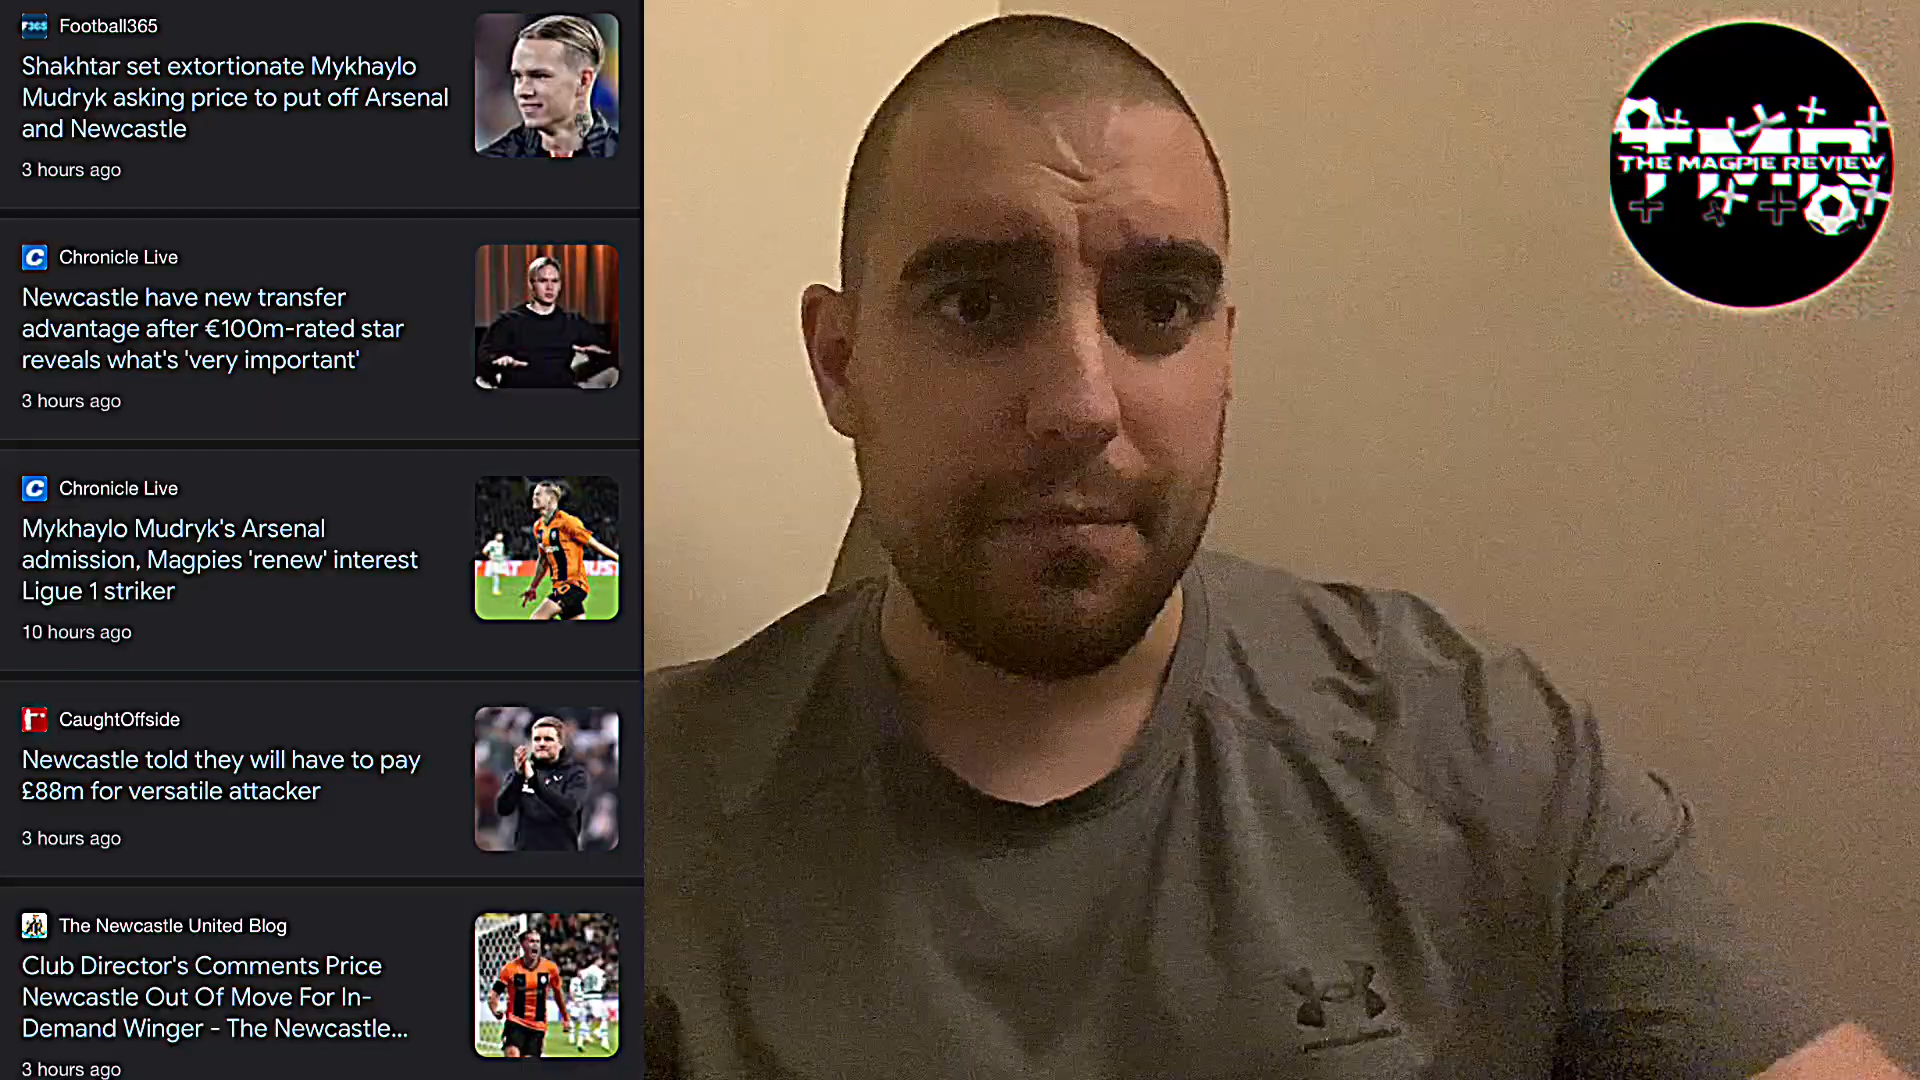 Football365
Shakhtar set extortionate Mykhaylo
Mudryk asking price to put off Arsenal
and Newcastle
3 hours ago
Chronicle Live
Newcastle have new transfer
advantage after €100m-rated star
reveals what's 'very important'
3 hours ago
Chronicle Live
Mykhaylo Mudryk's Arsenal
admission, Magpies 'renew' interest
Ligue 1 striker
10 hours ago
CaughtOffside
Newcastle told they will have to pay
£88m for versatile attacker
3 hours ago
The Newcastle United Blog
Club Director's Comments Price
Newcastle Out Of Move For In-
Demand Winger - The Newcastle...
3 hours ago
TMR
THE MAGPIE REVIEW